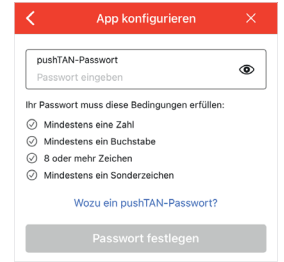 App konfigurieren
pushTAN-Passwort
Passwort eingeben
Ihr Passwort muss diese Bedingungen erfüllen:
Mindestens eine Zahl
Mindestens ein Buchstabe
8 oder mehr Zeichen
Mindestens ein Sonderzeichen
Wozu ein pushTAN-Passwort?
Passwort festlegen